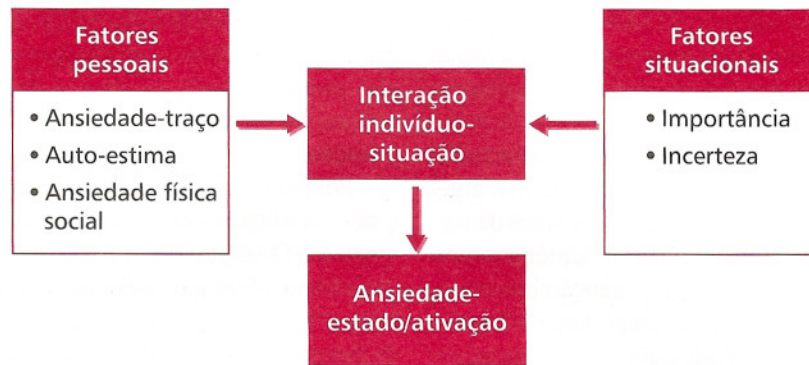 Fatores
pessoais
• Ansiedade-traço
• Auto-estima
• Ansiedade física
social
Interação
indivíduo-
situação
Fatores
situacionais
• Importância
• Incerteza
Ansiedade-
estado/ativação